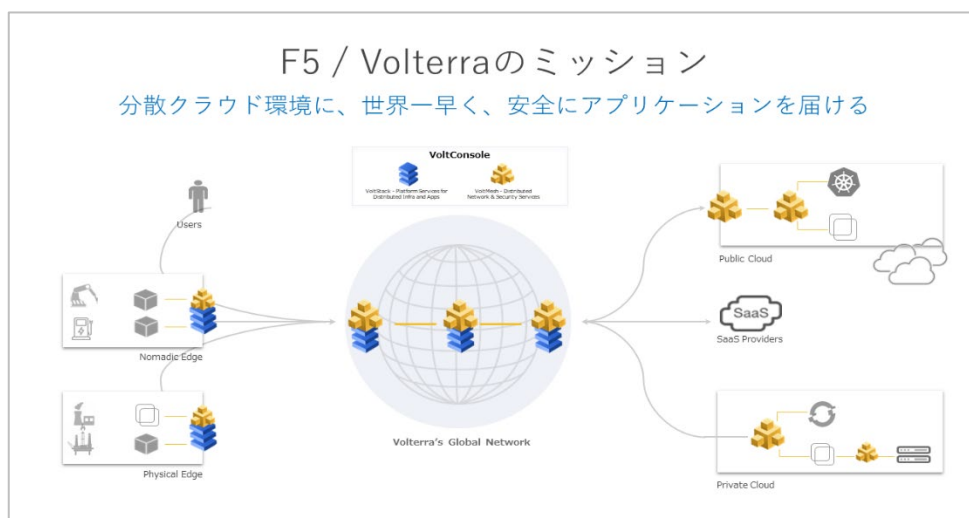 F5 / Volterraのミッション
分散クラウド環境に、世界一早く、安全にアプリケーションを届ける
VoltConsole
VoltStack – Platform Services for
Distributed Infra and Apps
VoltMesh – Distributed
Network & Security Services
Users
Nomadic Edge
Physical Edge
Volterra's Global Network
Public Cloud
SaaS
SaaS Providers
Private Cloud